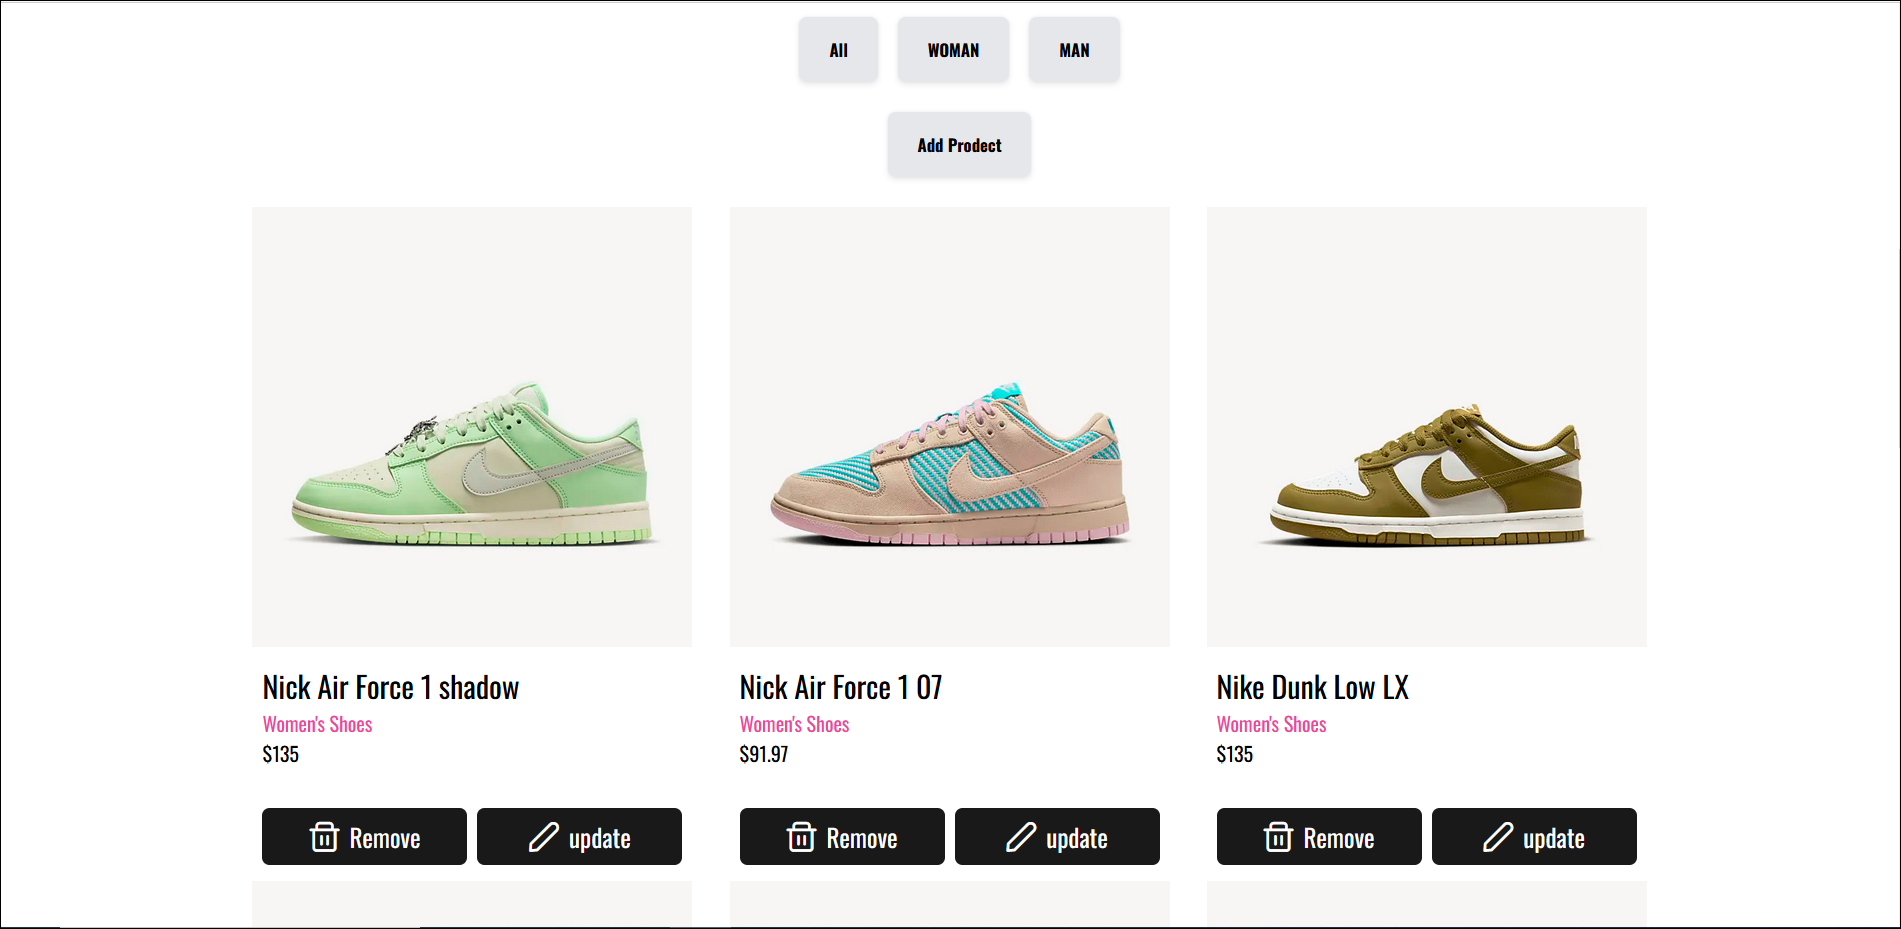 All
WOMAN
MAN
Add Prodect
Nick Air Force 1 shadow
Women's Shoes
$135
Remove
update
Nick Air Force 1 07
Women's Shoes
$91.97
Remove
update
Nike Dunk Low LX
Women's Shoes
$135
Remove
update